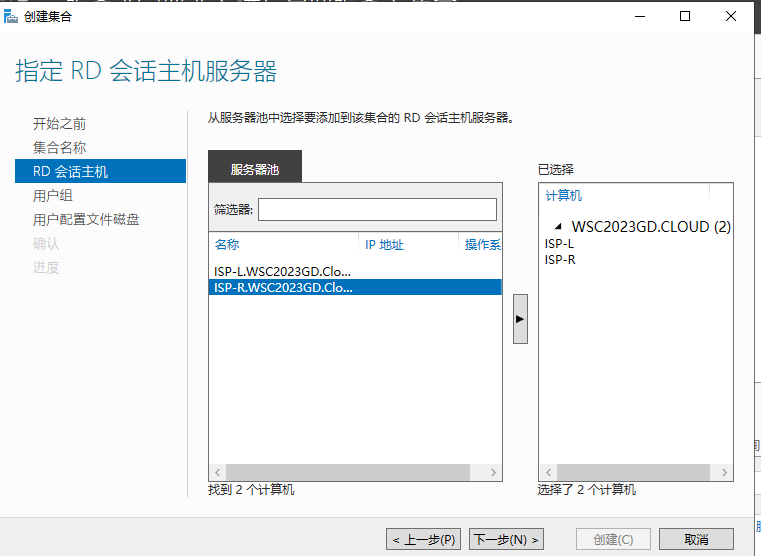 创建集合
指定 RD 会话主机服务器
开始之前
集合名称
RD 会话主机
用户组
用户配置文件磁盘
确认
进度
从服务器池中选择要添加到该集合的 RD 会话主机服务器。
服务器池
筛选器:
名称 IP 地址 操作系
ISP-L.WSC2023GD.Clo...
ISP-R.WSC2023GD.Clo...
找到 2 个计算机
已选择
计算机
WSC2023GD.CLOUD (2)
ISP-L
ISP-R
选择了 2 个计算机
< 上一步(P) 下一步(N) > 创建(C) 取消